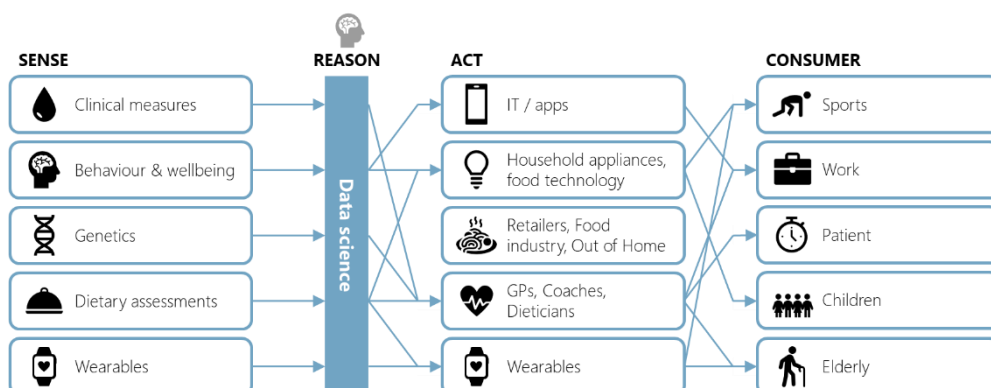 SENSE
REASON
ACT
CONSUMER
Clinical measures
Behaviour & wellbeing
Genetics
Dietary assessments
Wearables
Data science
IT / apps
Household appliances,
food technology
Retailers, Food
industry, Out of Home
GPs, Coaches,
Dieticians
Wearables
Sports
Work
Patient
Children
Elderly